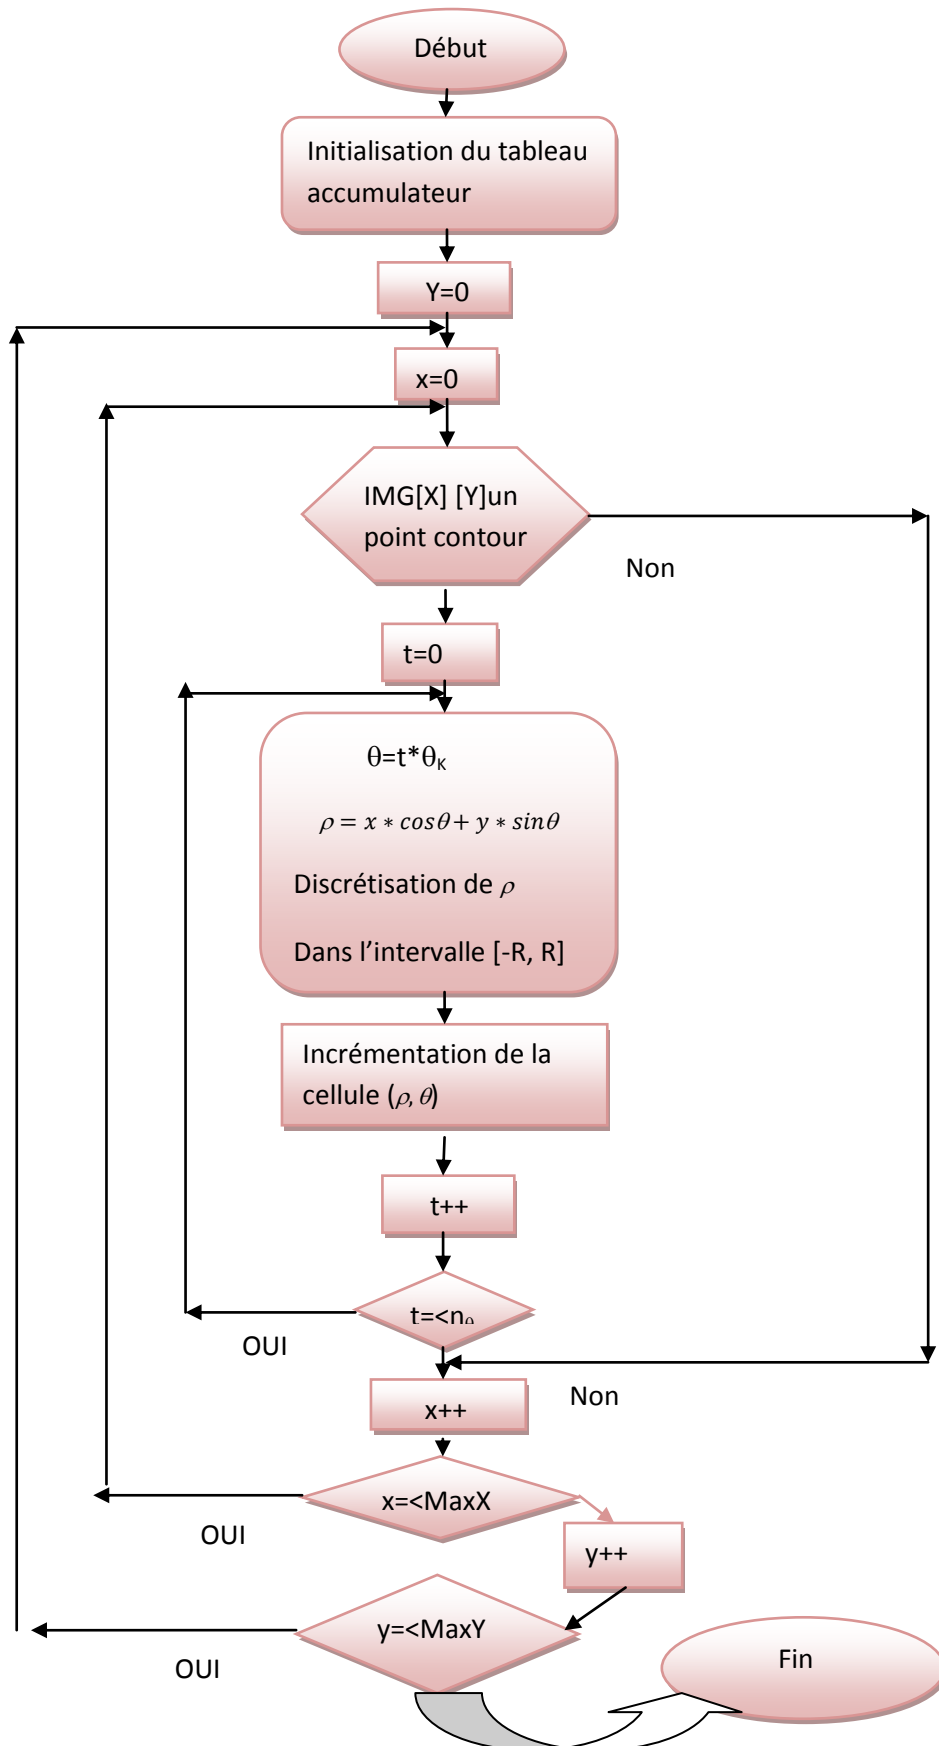 Début
Initialisation du tableau
accumulateur
Y=0
x=0
IMG[X] [Y]un
point contour
Non
t=0
θ=t*θK
ρ = x * cosθ + y * sinθ
Discrétisation de ρ
Dans l’intervalle [-R, R]
Incrémentation de la
cellule (ρ, θ)
t++
t=<nθ
OUI
Non
x++
x=<MaxX
OUI
y++
y=<MaxY
OUI
Fin